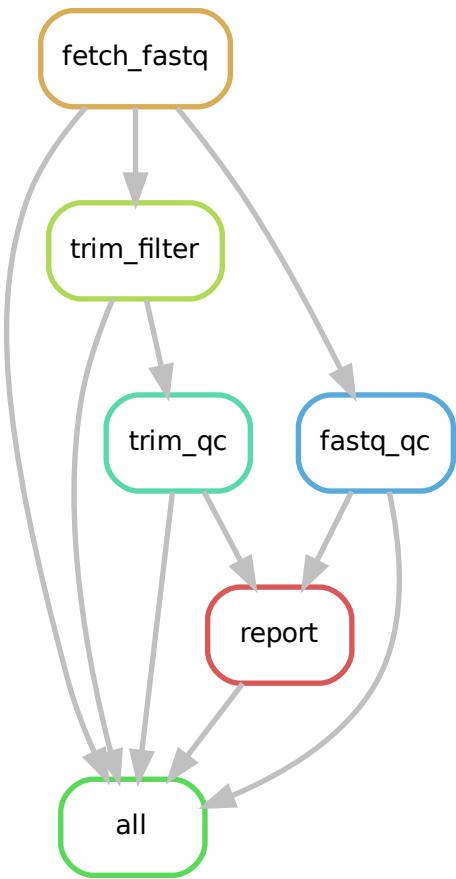 fetch_fastq
trim_filter
trim_qc
fastq_qc
report
all